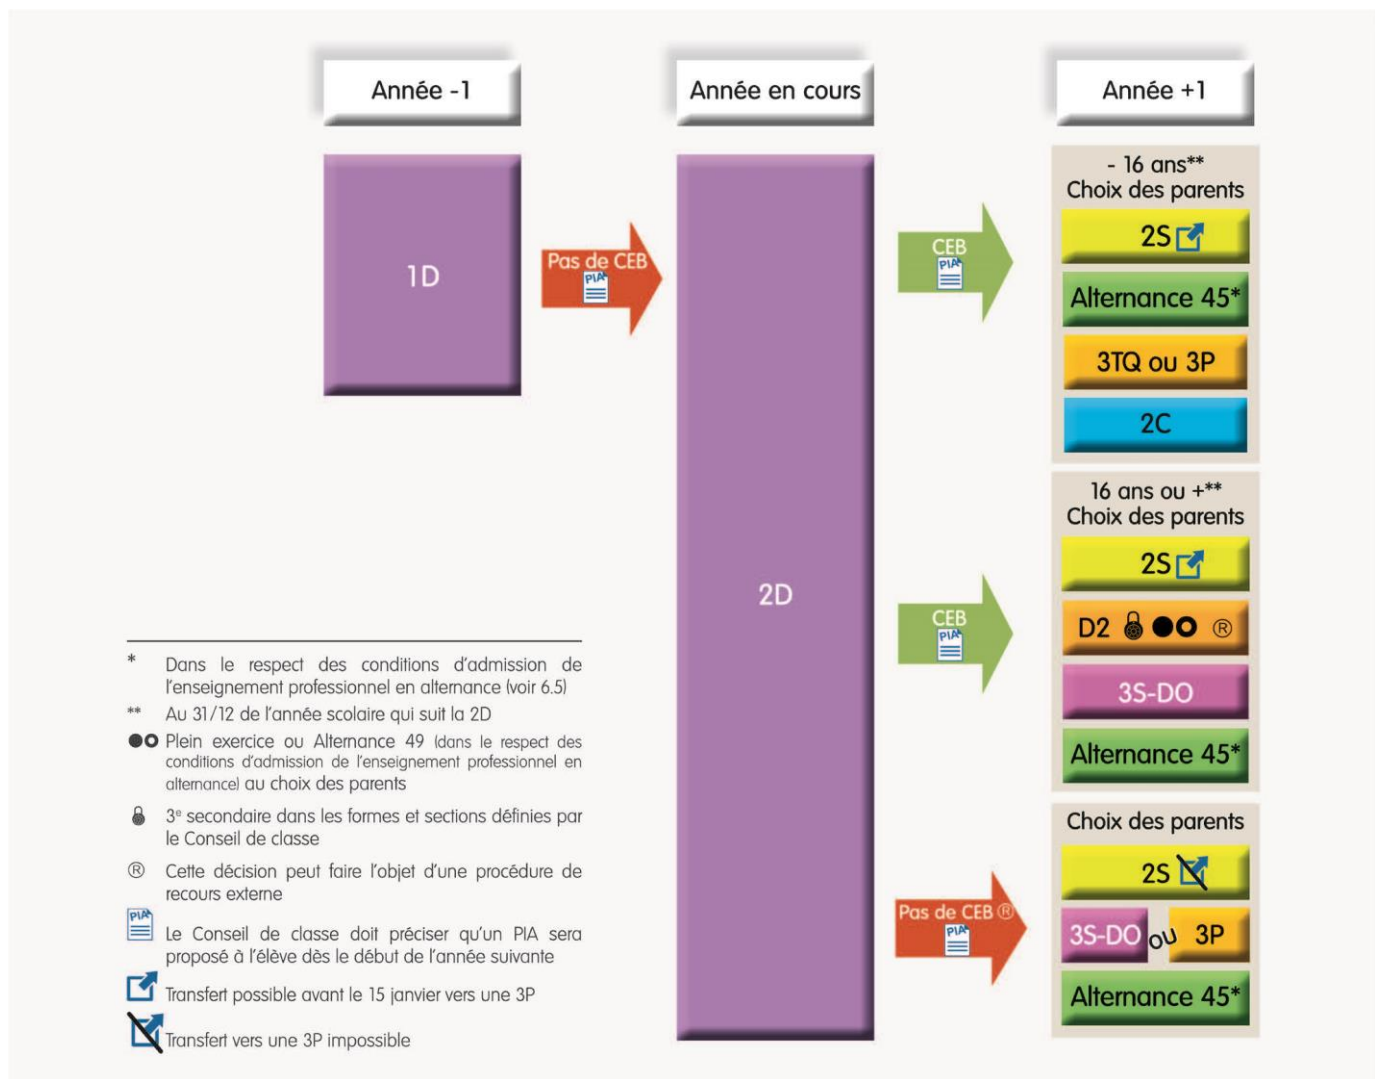 Année -1
Année en cours
Année +1
1D
Pas de CEB
PIA
2D
CEB
PIA
- 16 ans**
Choix des parents
2S
Alternance 45*
3TQ ou 3P
2C
CEB
PIA
16 ans ou +**
Choix des parents
2S
D2 ®
3S-DO
Alternance 45*
Pas de CEB ®
PIA
Choix des parents
2S
3S-DO ou 3P
Alternance 45*
* Dans le respect des conditions d'admission de
l'enseignement professionnel en alternance (voir 6.5)
** Au 31/12 de l'année scolaire qui suit la 2D
Plein exercice ou Alternance 49 (dans le respect des
conditions d'admission de l'enseignement professionnel en
alternance) au choix des parents
3e secondaire dans les formes et sections définies par
le Conseil de classe
® Cette décision peut faire l'objet d'une procédure de
recours externe
PIA
Le Conseil de classe doit préciser qu'un PIA sera
proposé à l'élève dès le début de l'année suivante
Transfert possible avant le 15 janvier vers une 3P
Transfert vers une 3P impossible